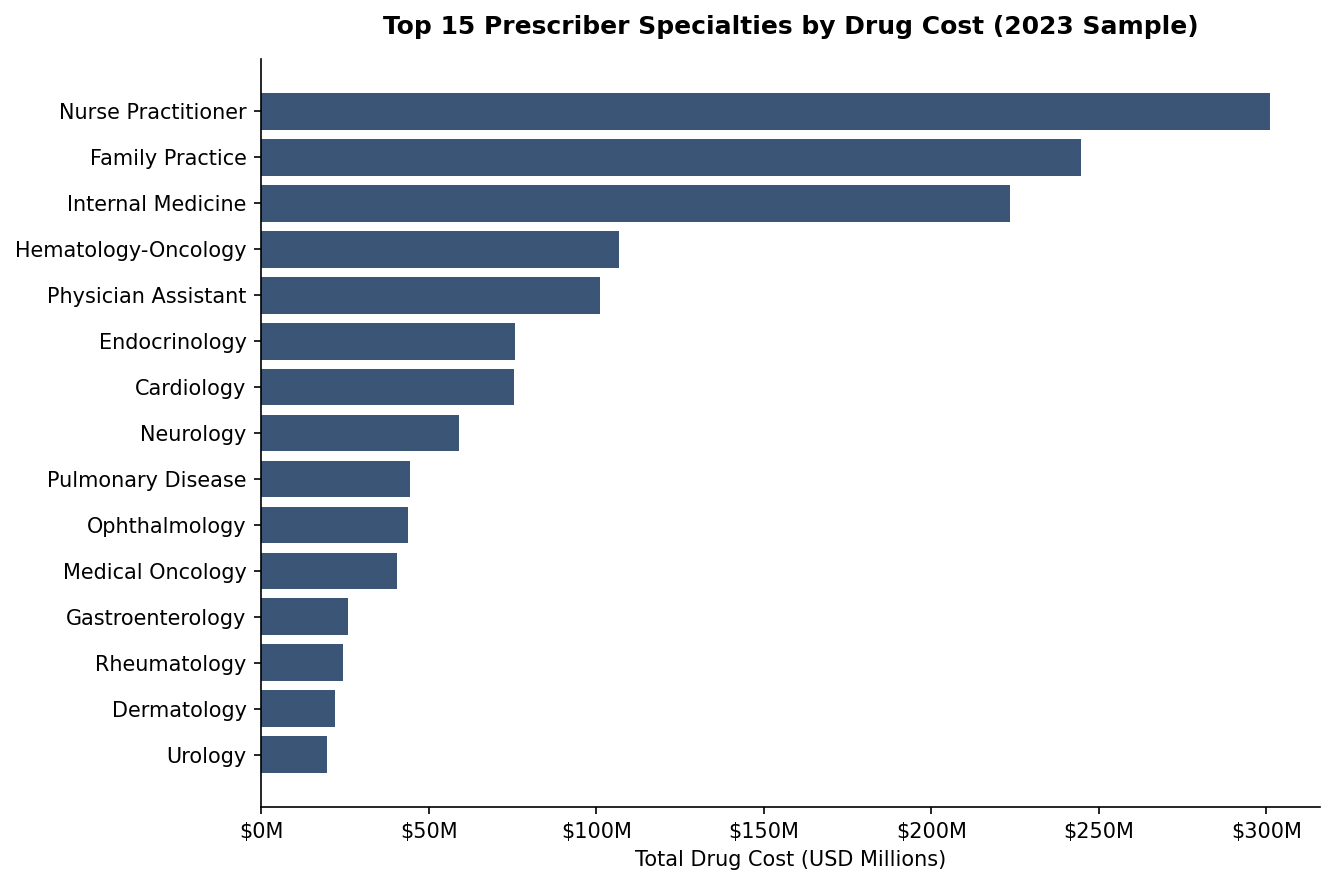 Top 15 Prescriber Specialties by Drug Cost (2023 Sample)
Nurse Practitioner
Family Practice
Internal Medicine
Hematology-Oncology
Physician Assistant
Endocrinology
Cardiology
Neurology
Pulmonary Disease
Ophthalmology
Medical Oncology
Gastroenterology
Rheumatology
Dermatology
Urology
$0M $50M $100M $150M $200M $250M $300M
Total Drug Cost (USD Millions)